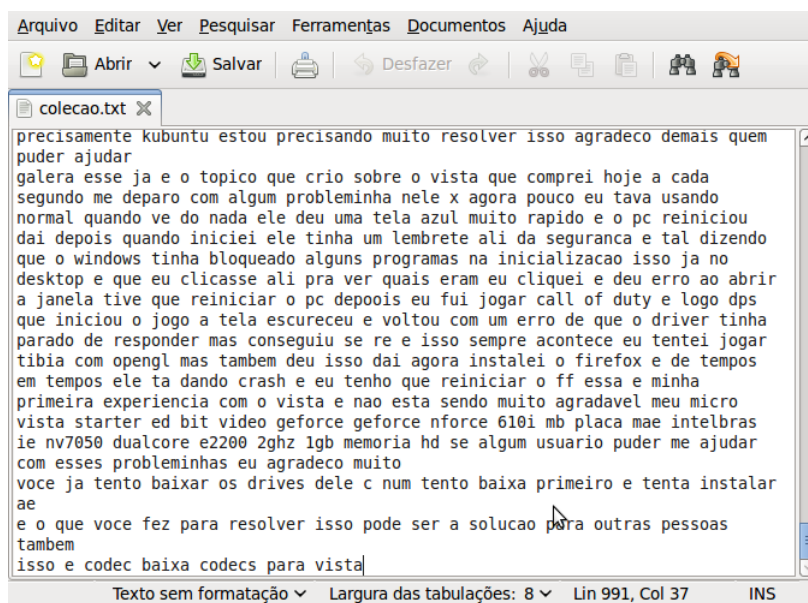 Arquivo Editar Ver Pesquisar Ferramentas Documentos Ajuda
Abrir Salvar Desfazer
colecao.txt
precisamente kubuntu estou precisando muito resolver isso agradeco demais quem
puder ajudar
galera esse ja e o topico que crio sobre o vista que comprei hoje a cada
segundo me deparo com algum probleminha nele x agora pouco eu tava usando
normal quando ve do nada ele deu uma tela azul muito rapido e o pc reiniciou
dai depois quando iniciei ele tinha um lembrete ali da seguranca e tal dizendo
que o windows tinha bloqueado alguns programas na inicializacao isso ja no
desktop e que eu clicasse ali pra ver quais eram eu cliquei e deu erro ao abrir
a janela tive que reiniciar o pc depoois eu fui jogar call of duty e logo dps
que iniciou o jogo a tela escureceu e voltou com um erro de que o driver tinha
parado de responder mas conseguiu se re e isso sempre acontece eu tentei jogar
tibia com opengl mas tambem deu isso dai agora instalei o firefox e de tempos
em tempos ele ta dando crash e eu tenho que reiniciar o ff essa e minha
primeira experiencia com o vista e nao esta sendo muito agradavel meu micro
vista starter ed bit video geforce geforce nforce 610i mb placa mae intelbras
ie nv7050 dualcore e2200 2ghz 1gb memoria hd se algum usuario puder me ajudar
com esses probleminhas eu agradeco muito
voce ja tento baixar os drives dele c num tento baixa primeiro e tenta instalar
ae
e o que voce fez para resolver isso pode ser a solucao para outras pessoas
tambem
isso e codec baixa codecs para vista
Texto sem formatação Largura das tabulações: 8 Lin 991, Col 37 INS